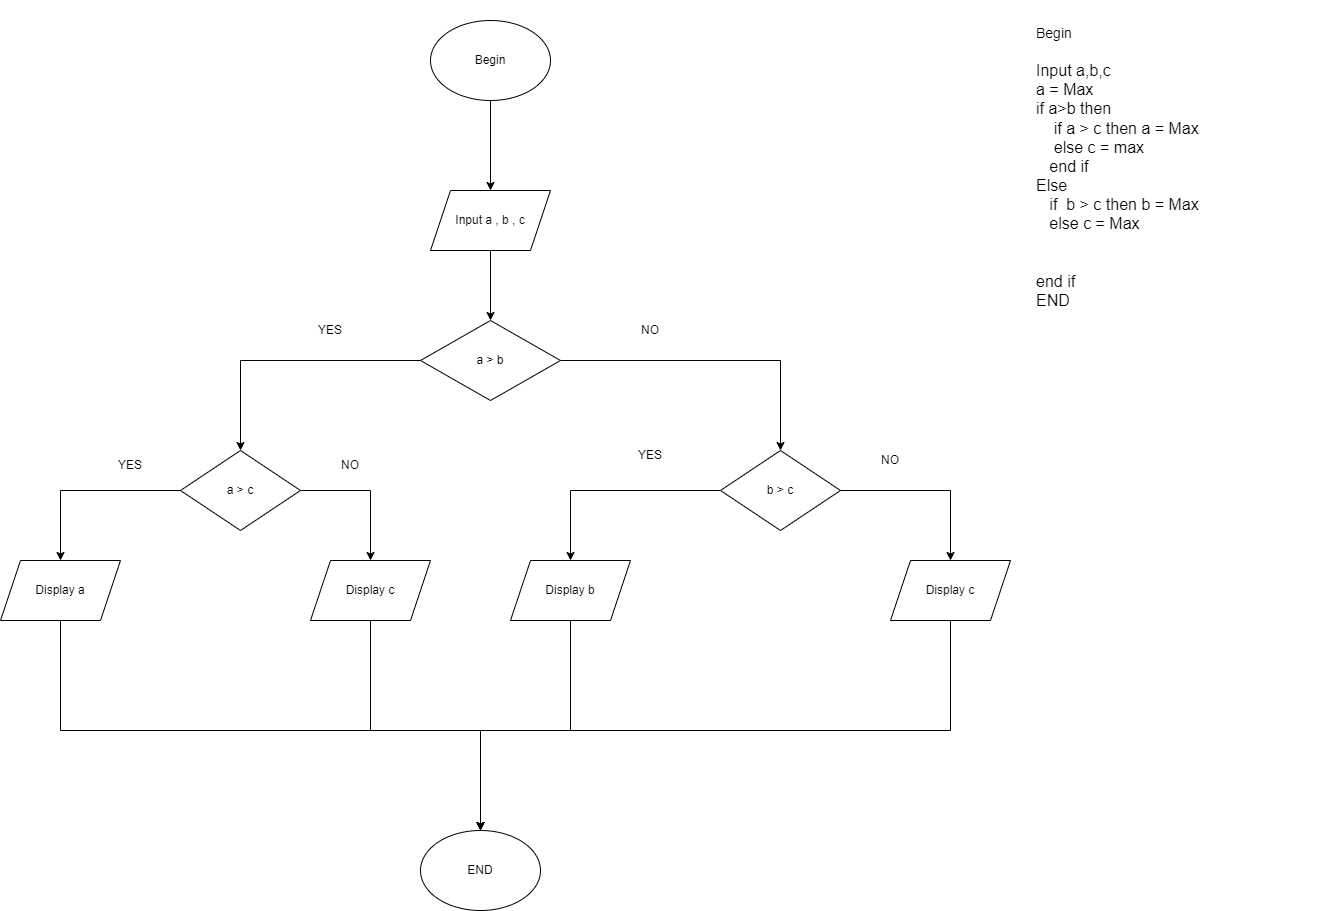 Begin
Input a , b , c
YES
NO
a > b
YES
NO
a > c
YES
NO
b > c
Display a
Display c
Display b
Display c
END
Begin
Input a,b,c
a = Max
if a>b then
if a > c then a = Max
else c = max
end if
Else
if  b > c then b = Max
else c = Max
end if
END